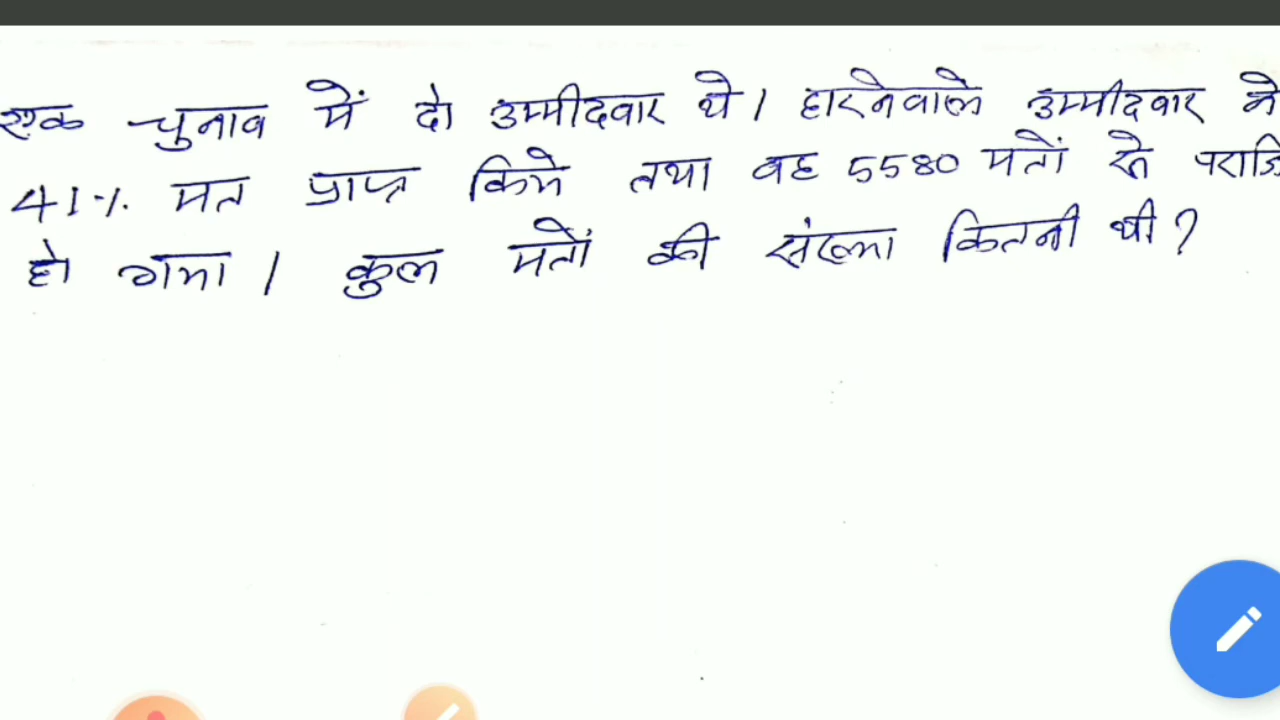 एक चुनाव में दो उम्मीदवार थे। हारनेवाले उम्मीदवार ने
41% मत प्राप्त किये तथा वह 5580 मतों से पराजि
हो गया। कुल मतों की संख्या कितनी थी?